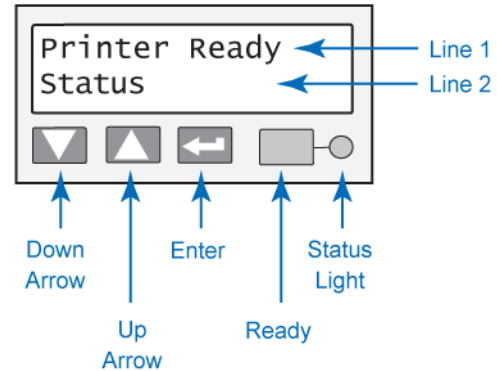 Printer Ready
Line 1
Status
Line 2
Down
Arrow
Enter
Status
Light
Up
Arrow
Ready